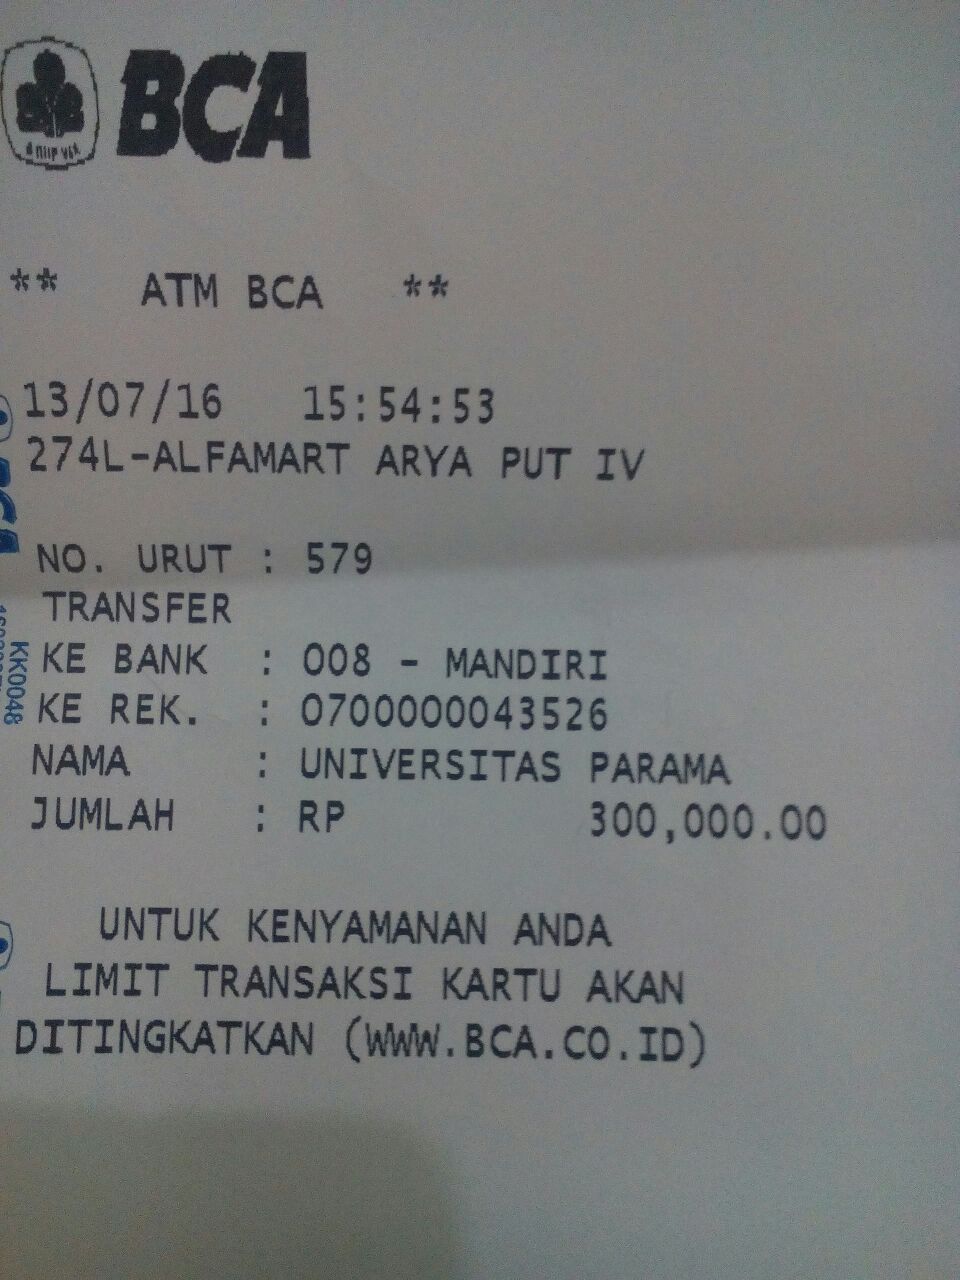 BCA
** ATM BCA **
13/07/16 15:54:53
274L-ALFAMART ARYA PUT IV
NO. URUT : 579
TRANSFER
KE BANK : 008 - MANDIRI
KE REK. : 0700000043526
NAMA : UNIVERSITAS PARAMA
JUMLAH : RP 300,000.00
UNTUK KENYAMANAN ANDA
LIMIT TRANSAKSI KARTU AKAN
DITINGKATKAN (WWW.BCA.CO.ID)
KK0048